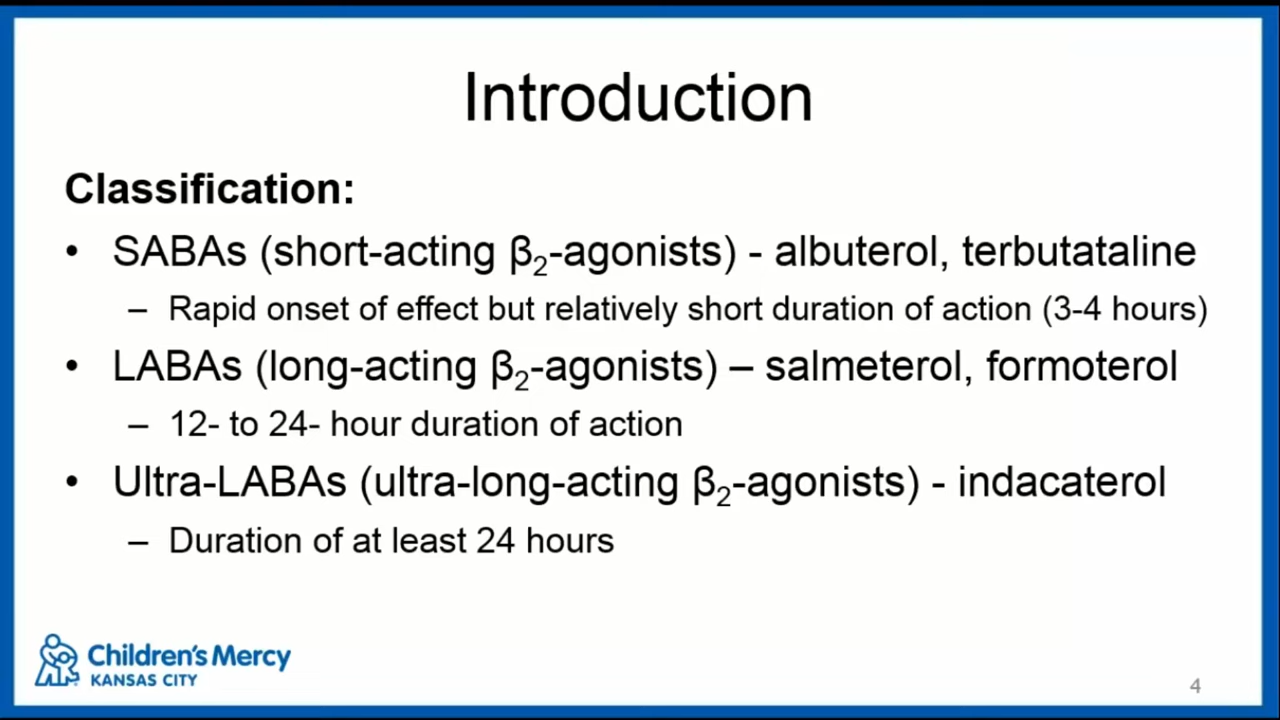 Introduction
Classification:
• SABAs (short-acting β₂-agonists) - albuterol, terbutataline
– Rapid onset of effect but relatively short duration of action (3-4 hours)
• LABAs (long-acting β₂-agonists) – salmeterol, formoterol
– 12- to 24- hour duration of action
• Ultra-LABAs (ultra-long-acting β₂-agonists) - indacaterol
– Duration of at least 24 hours
Children's Mercy
KANSAS CITY
4